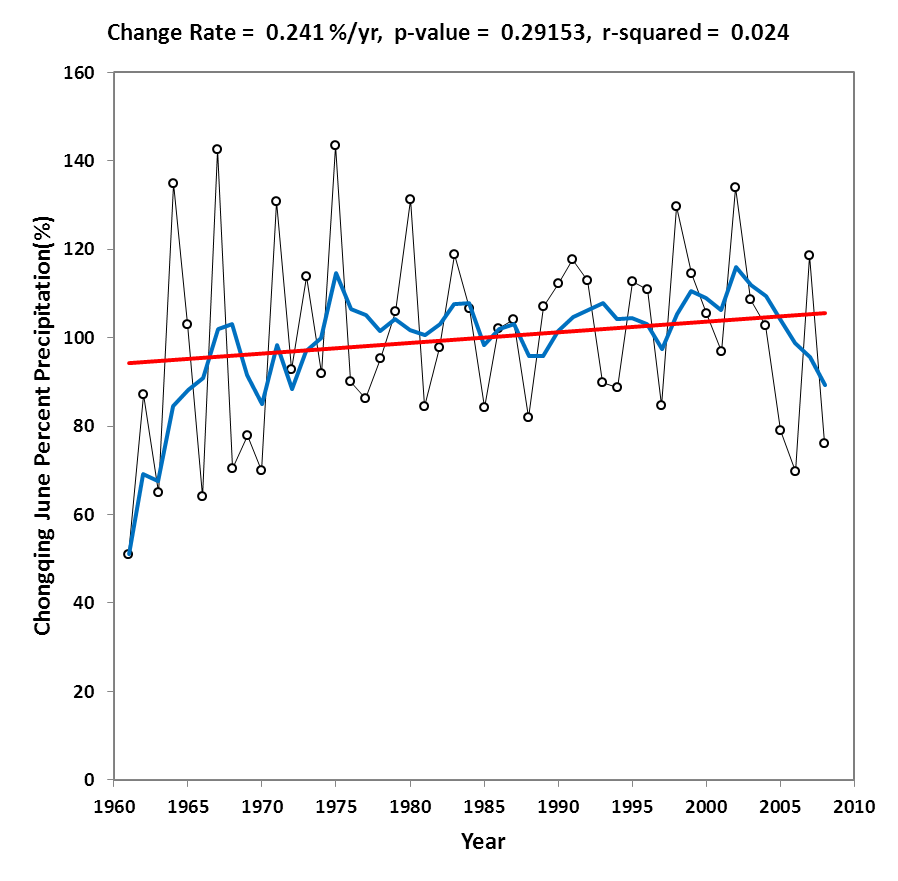 Change Rate = 0.241 %/yr, p-value = 0.29153, r-squared = 0.024
Chongqing June Percent Precipitation(%)
160
140
120
100
80
60
40
20
0
1960 1965 1970 1975 1980 1985 1990 1995 2000 2005 2010
Year